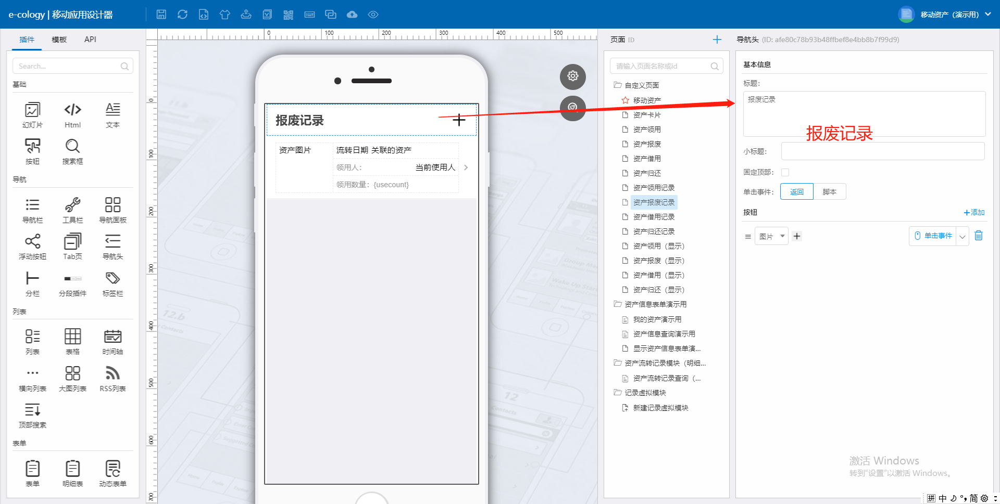 e-cology | 移动应用设计器
移动资产（演示用）
插件 模板 API
Search...
基础
幻灯片 Html 文本
按钮 搜索框
导航
导航栏 工具栏 导航面板
浮动按钮 Tab页 导航头
分栏 分段插件 标签栏
列表
列表 表格 时间轴
横向列表 大图列表 RSS列表
顶部搜索
表单
表单 明细表 动态表单
0 100 200 300 400 500
0
100
200
300
400
500
600
700
报废记录
资产图片
流转日期 关联的资产
领用人：
当前使用人
领用数量：{usecount}
页面 ID
请输入页面名称或id
自定义页面
移动资产
资产卡片
资产领用
资产报废
资产借用
资产归还
资产领用记录
资产报废记录
资产借用记录
资产归还记录
资产领用（显示）
资产报废（显示）
资产借用（显示）
资产归还（显示）
资产信息表单演示用
我的资产演示用
资产信息查询演示用
显示资产信息表单演...
资产流转记录模块（明细...
资产流转记录查询（...
记录虚拟模块
新建记录虚拟模块
导航头 (ID: afe80c78b93b48ffbef8e4bb8b7f99d9)
基本信息
标题：
报废记录
报废记录
小标题：
固定顶部：
单击事件： 返回 脚本
按钮 添加
图片 单击事件
激活 Windows
转到“设置”以激活 Windows。
拼 中 简